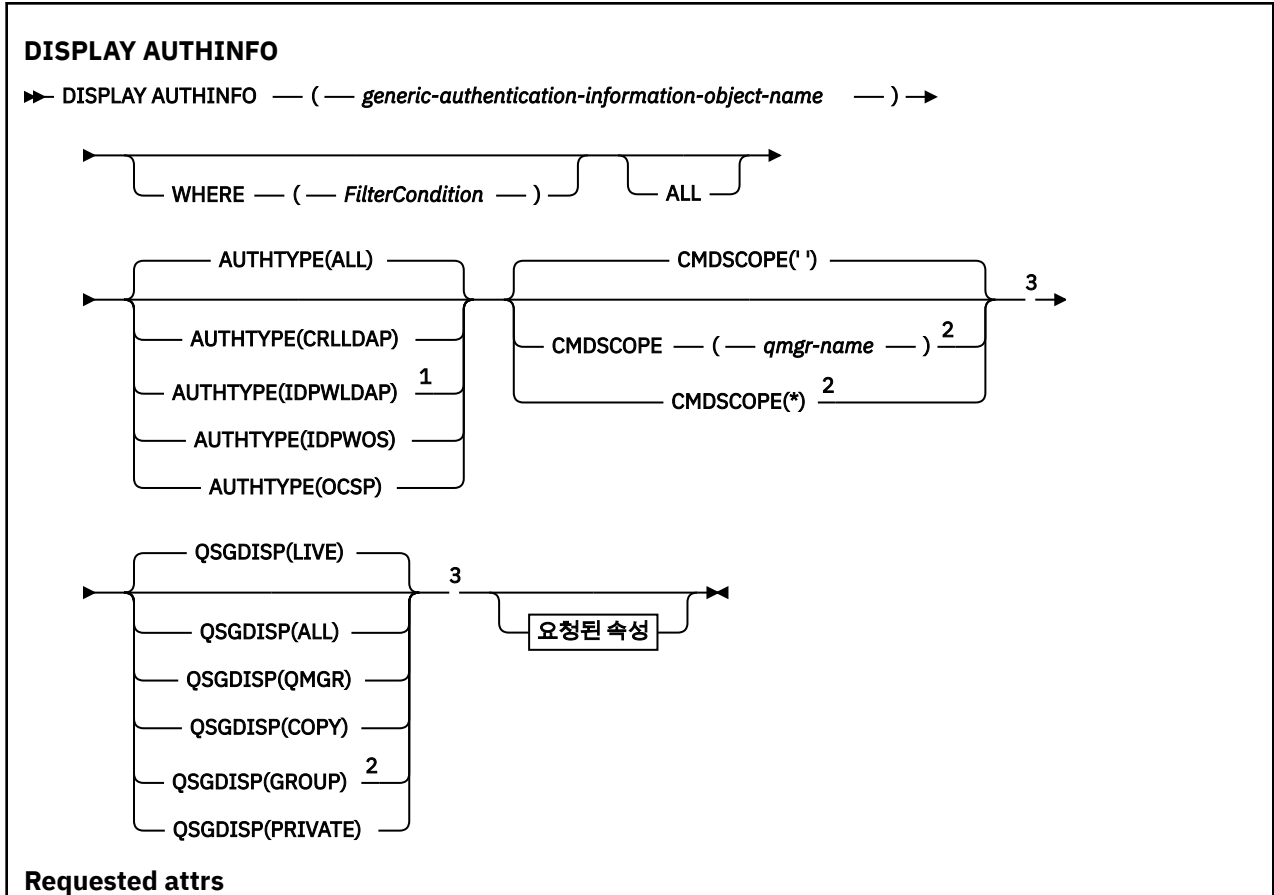 DISPLAY AUTHINFO
DISPLAY AUTHINFO ( generic-authentication-information-object-name )
WHERE ( FilterCondition ) ALL
AUTHTYPE(ALL) CMDSCOPE(' ')
3
AUTHTYPE(CRLLDAP) CMDSCOPE ( qmgr-name ) 2
AUTHTYPE(IDPWLDAP) 1
CMDSCOPE(*) 2
AUTHTYPE(IDPWOS)
AUTHTYPE(OCSP)
QSGDISP(LIVE)
3
QSGDISP(ALL) 요청된 속성
QSGDISP(QMGR)
QSGDISP(COPY)
QSGDISP(GROUP) 2
QSGDISP(PRIVATE)
Requested attrs